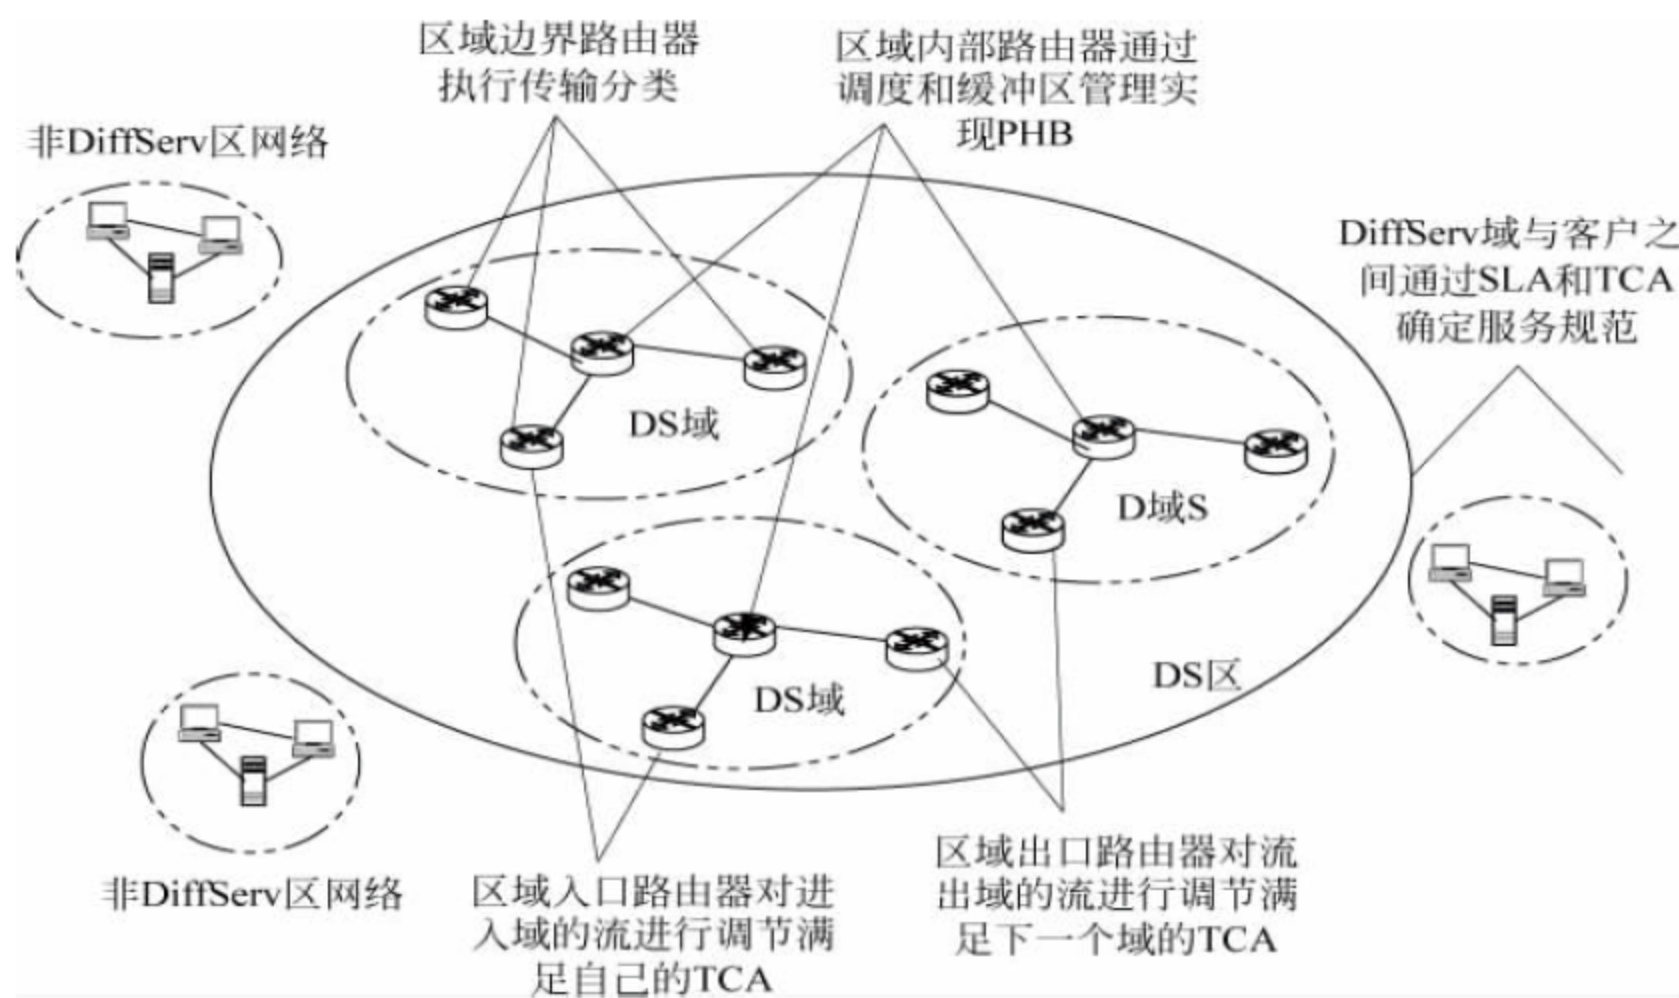 区域边界路由器
执行传输分类
区域内部路由器通过
调度和缓冲区管理实
现PHB
非DiffServ区网络
DiffServ域与客户之
间通过SLA和TCA
确定服务规范
DS域
D域S
DS域
DS区
非DiffServ区网络
区域入口路由器对进
入域的流进行调节满
足自己的TCA
区域出口路由器对流
出域的流进行调节满
足下一个域的TCA